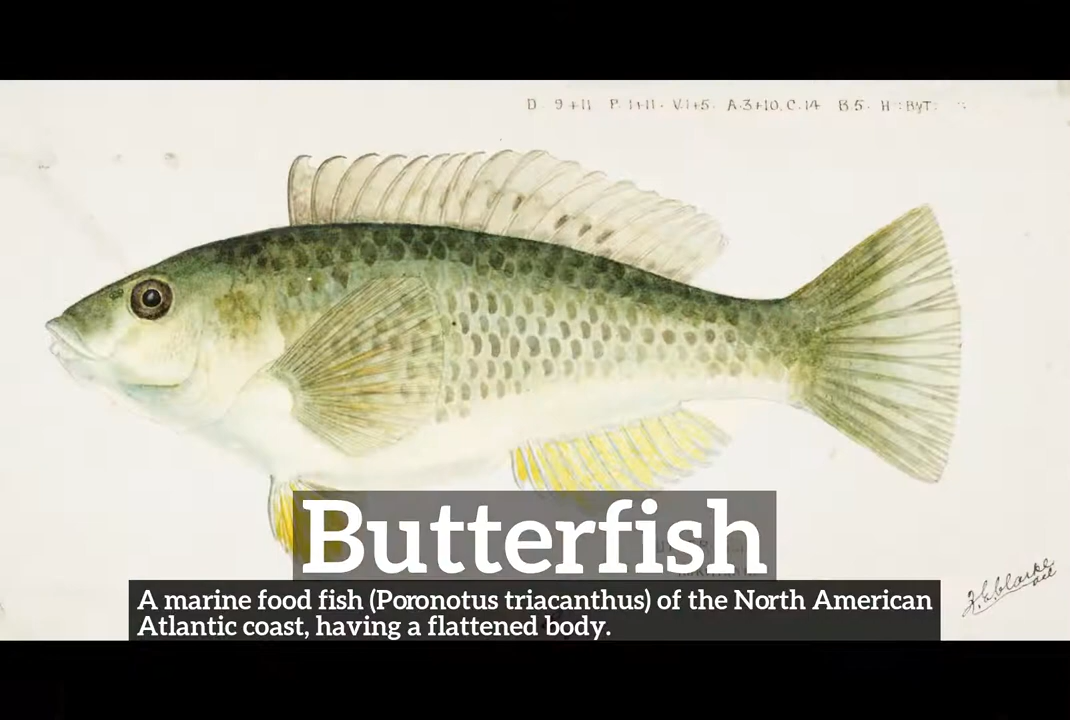 D. 9+11 P. 1+11. V.1+5. A.3+10. C.14 B.5. H
Butterfish
A marine food fish (Poronotus triacanthus) of the North American
Atlantic coast, having a flattened body.
F.E. Clarke